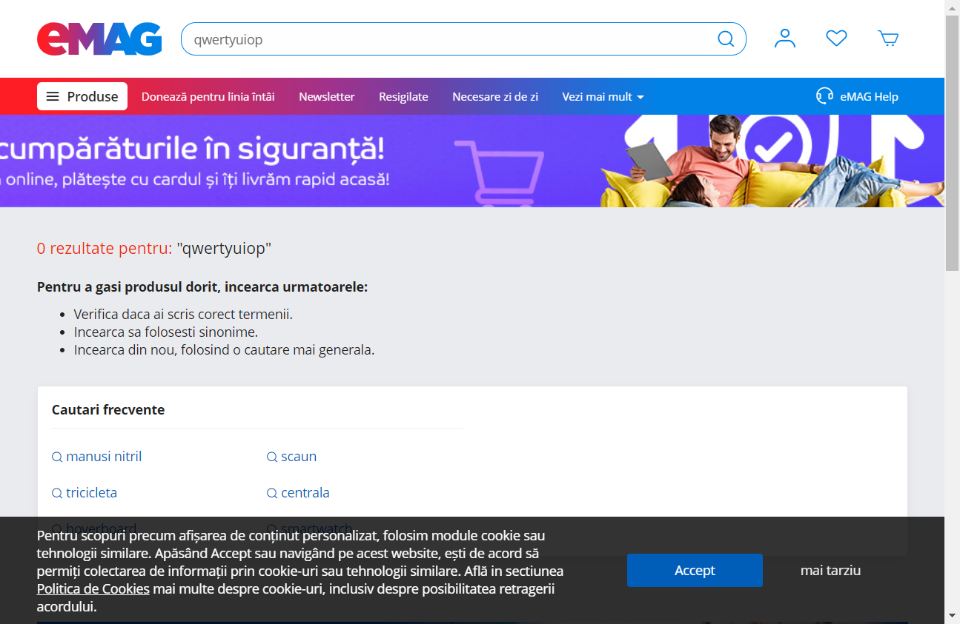 eMAG
qwertyuiop
Produse
Donează pentru linia întâi
Newsletter
Resigilate
Necesare zi de zi
Vezi mai mult
eMAG Help
cumpărăturile în siguranță!
online, plătește cu cardul și îți livrăm rapid acasă!
0 rezultate pentru: "qwertyuiop"
Pentru a gasi produsul dorit, incearca urmatoarele:
Verifica daca ai scris corect termenii.
Incearca sa folosesti sinonime.
Incearca din nou, folosind o cautare mai generala.
Cautari frecvente
manusi nitril
scaun
tricicleta
centrala
hoverboard
smartwatch
Pentru scopuri precum afișarea de conținut personalizat, folosim module cookie sau
tehnologii similare. Apăsând Accept sau navigând pe acest website, ești de acord să
permiți colectarea de informații prin cookie-uri sau tehnologii similare. Află in sectiunea
Politica de Cookies mai multe despre cookie-uri, inclusiv despre posibilitatea retragerii
acordului.
Accept
mai tarziu